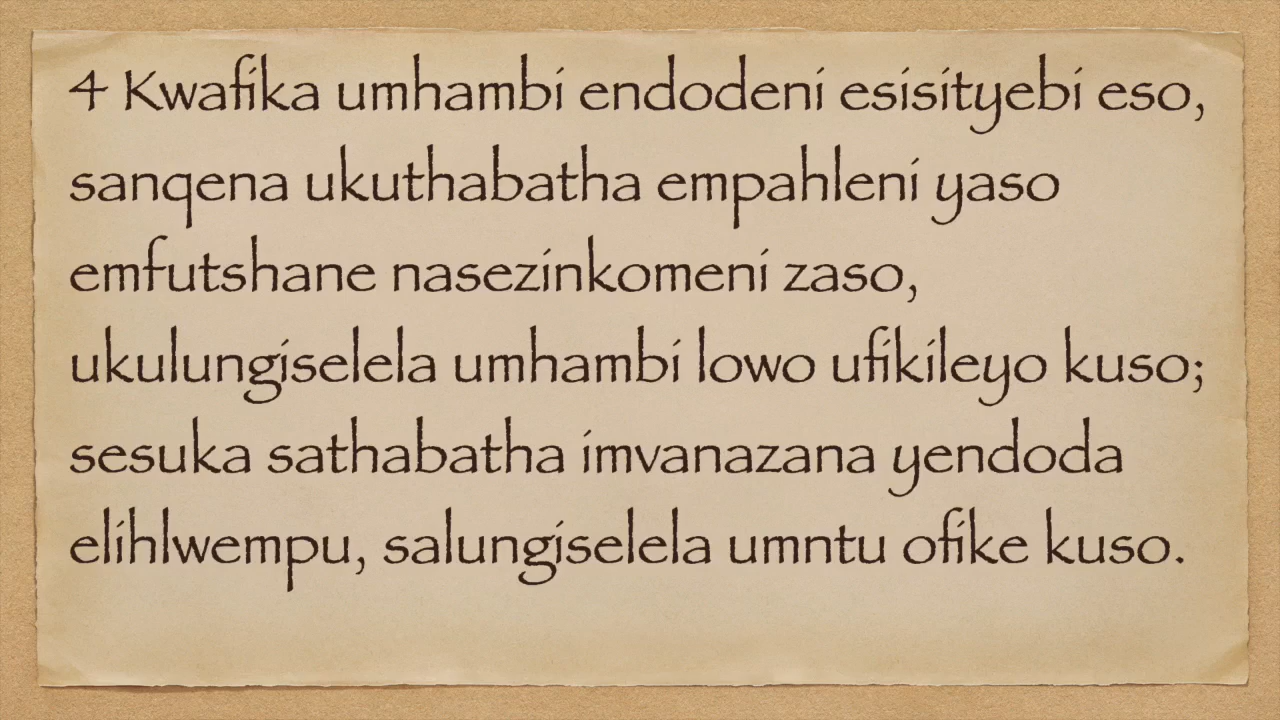 4 Kwafika umhambi endodeni esisityebi eso,
sanqena ukuthabatha empahleni yaso
emfutshane nasezinkomeni zaso,
ukulungiselela umhambi lowo ufikileyo kuso;
sesuka sathabatha imvanazana yendoda
elihlwempu, salungiselela umntu ofike kuso.